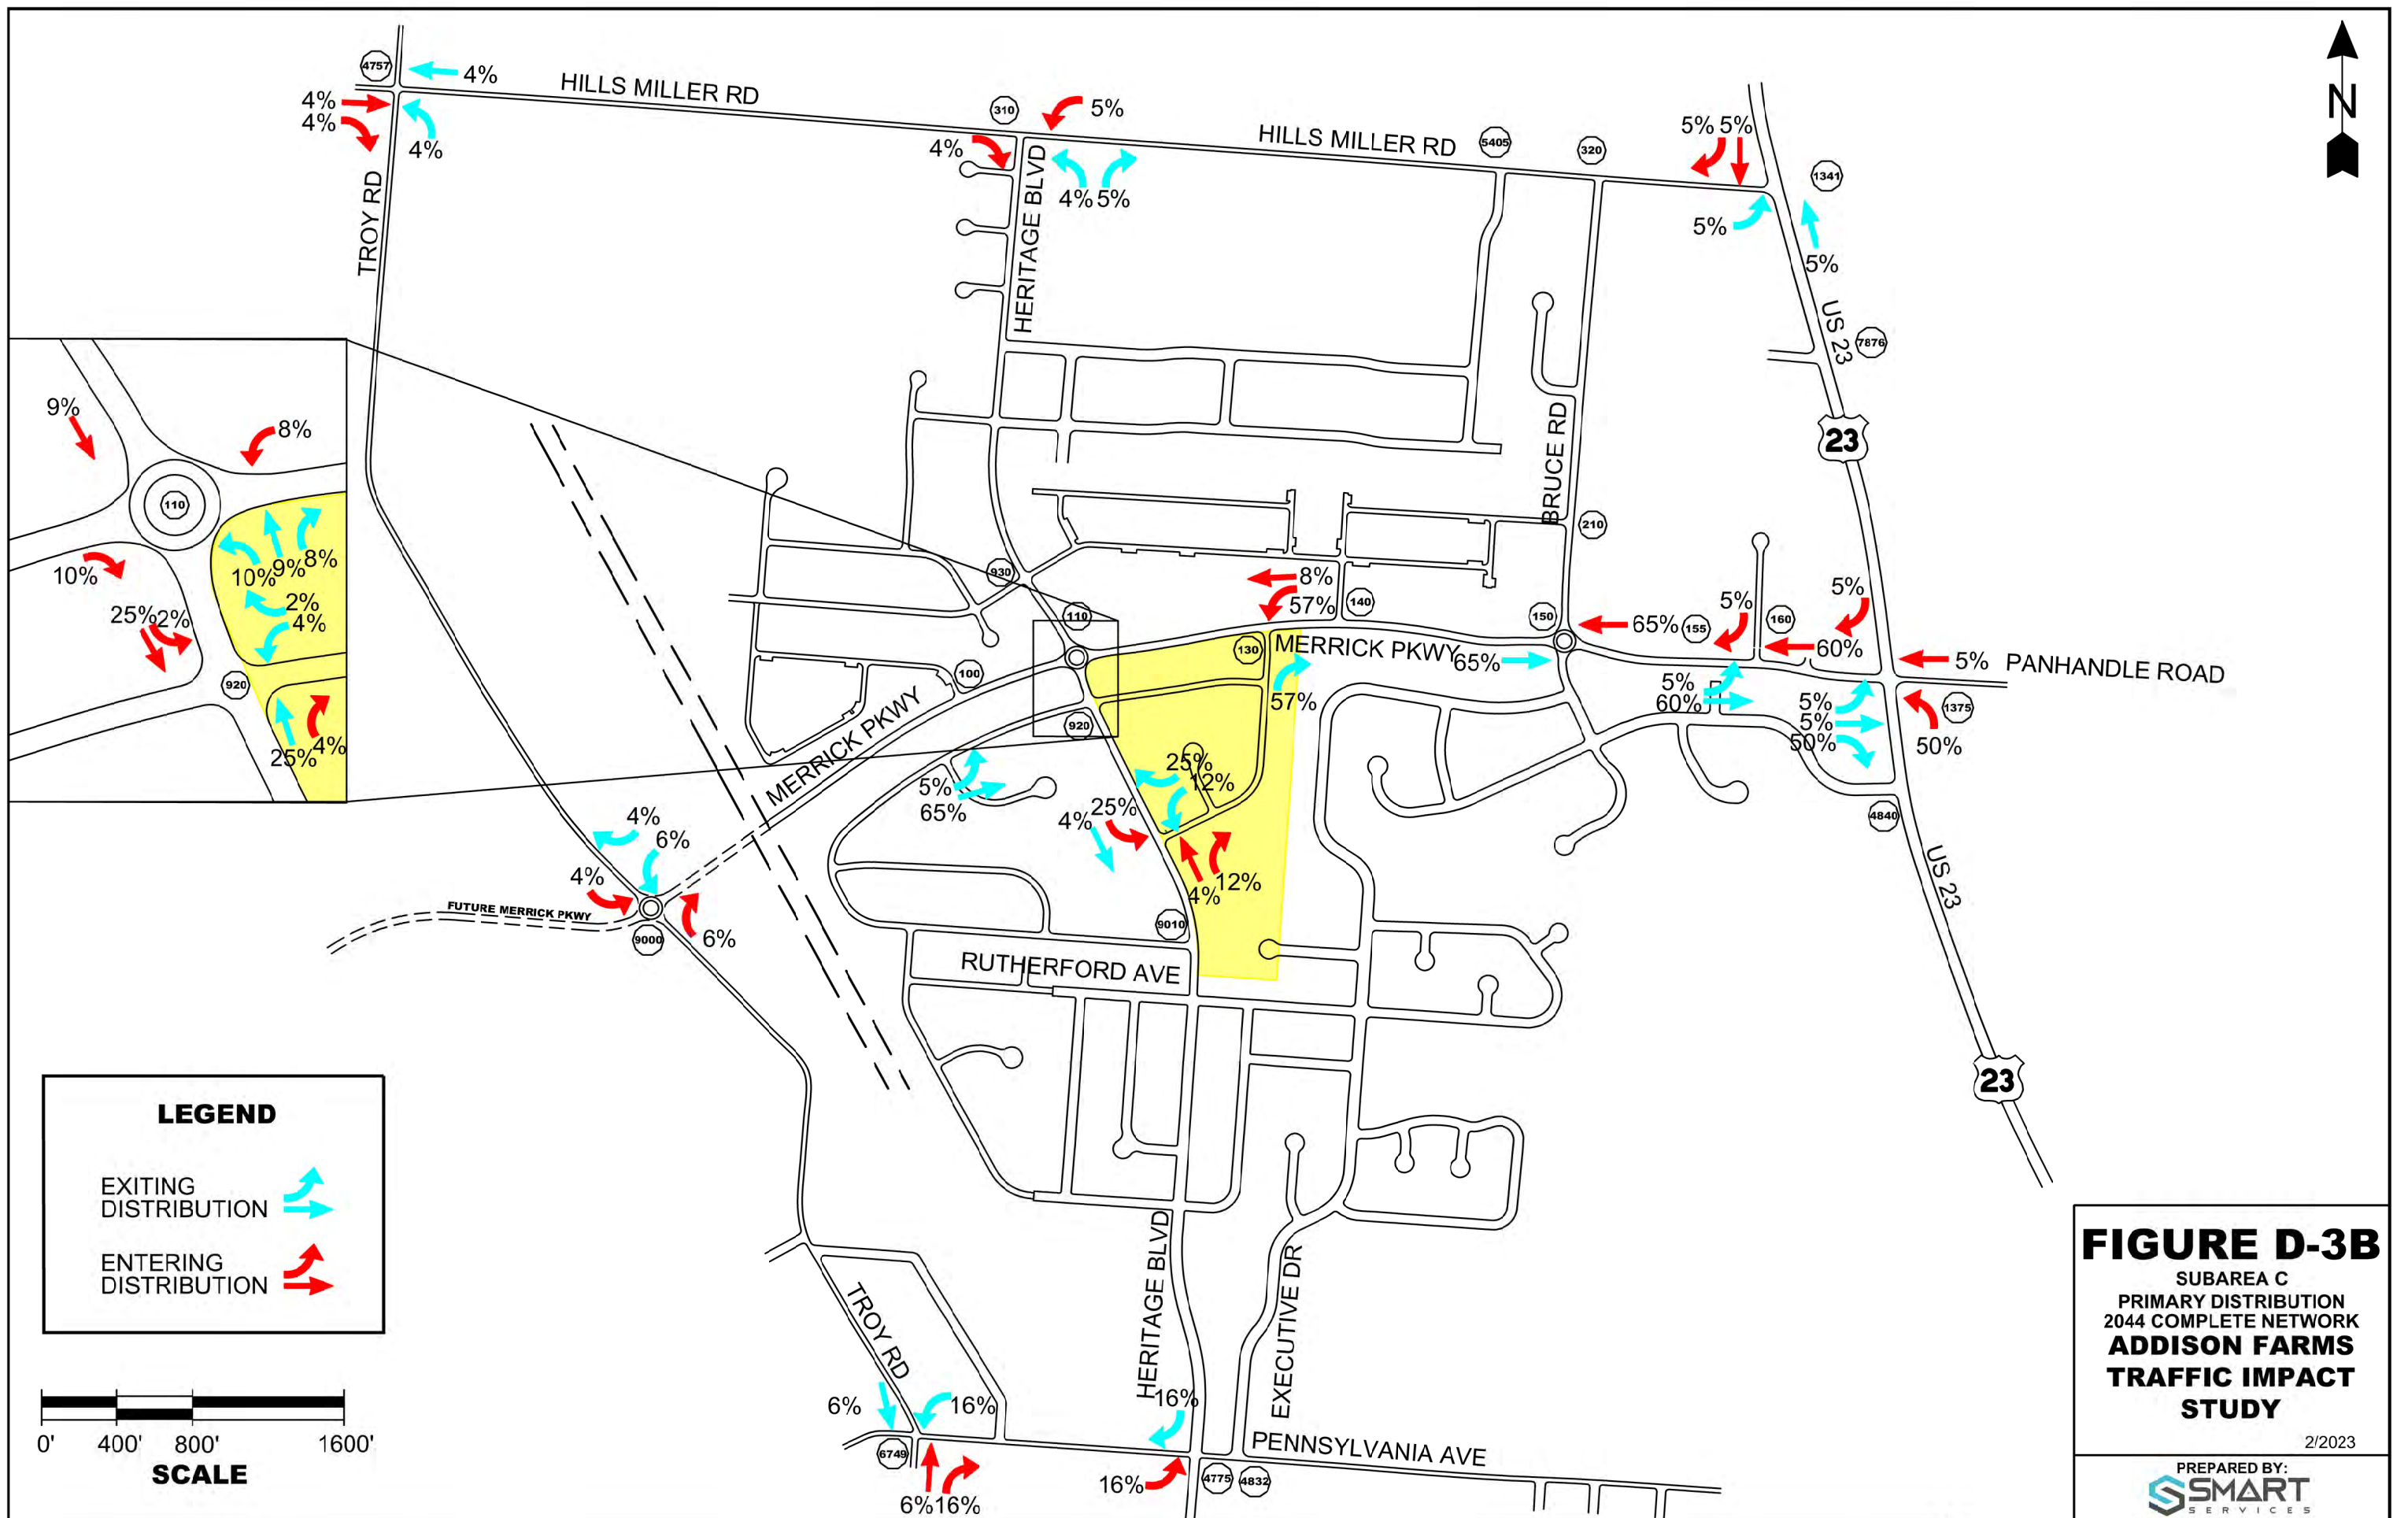 4757
4%
HILLS MILLER RD
4%
4%
4%
TROY RD
310
5%
4%
HERITAGE BLVD
4%
5%
HILLS MILLER RD
5405
320
5%
5%
1341
5%
5%
US 23
7876
23
N
9%
8%
110
10%
9%
8%
10%
2%
4%
25%
2%
920
25%
4%
BRUCE RD
210
930
110
8%
57%
140
150
65%
155
5%
160
60%
5%
5%
PANHANDLE ROAD
130
MERRICK PKWY
65%
57%
5%
60%
5%
5%
50%
1375
50%
100
MERRICK PKWY
920
25%
12%
5%
65%
4%
25%
4%
12%
4840
US 23
4%
6%
4%
FUTURE MERRICK PKWY
9000
6%
9010
RUTHERFORD AVE
23
LEGEND
EXITING
DISTRIBUTION
ENTERING
DISTRIBUTION
0'
400'
800'
1600'
SCALE
TROY RD
6%
16%
6749
6%
16%
HERITAGE BLVD
16%
EXECUTIVE DR
16%
4775
4832
PENNSYLVANIA AVE
FIGURE D-3B
SUBAREA C
PRIMARY DISTRIBUTION
2044 COMPLETE NETWORK
ADDISON FARMS
TRAFFIC IMPACT
STUDY
2/2023
PREPARED BY:
SMART
SERVICES